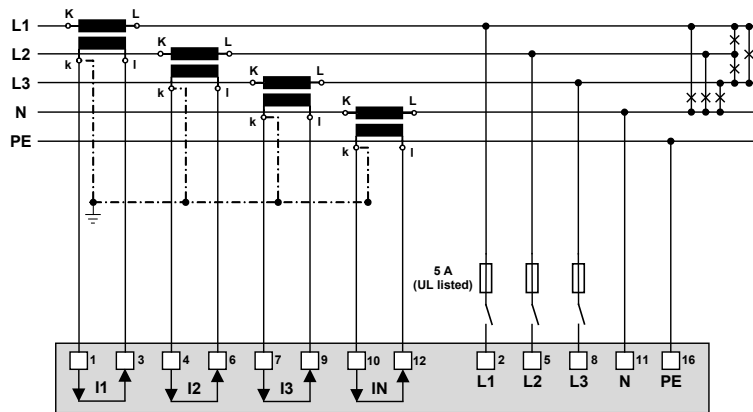 L1 K L
k l
L2 K L
k l
L3 K L
k l
N K L
k l
PE
5 A
(UL listed)
1 3 4 6 7 9 10 12 2 5 8 11 16
I1 I2 I3 IN L1 L2 L3 N PE